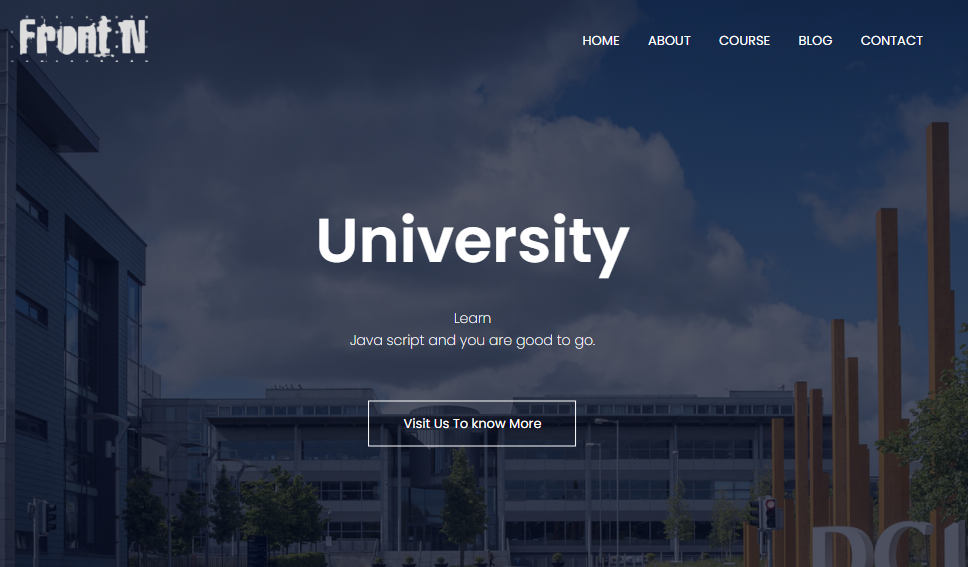 Front N
HOME ABOUT COURSE BLOG CONTACT
University
Learn
Java script and you are good to go.
Visit Us To know More